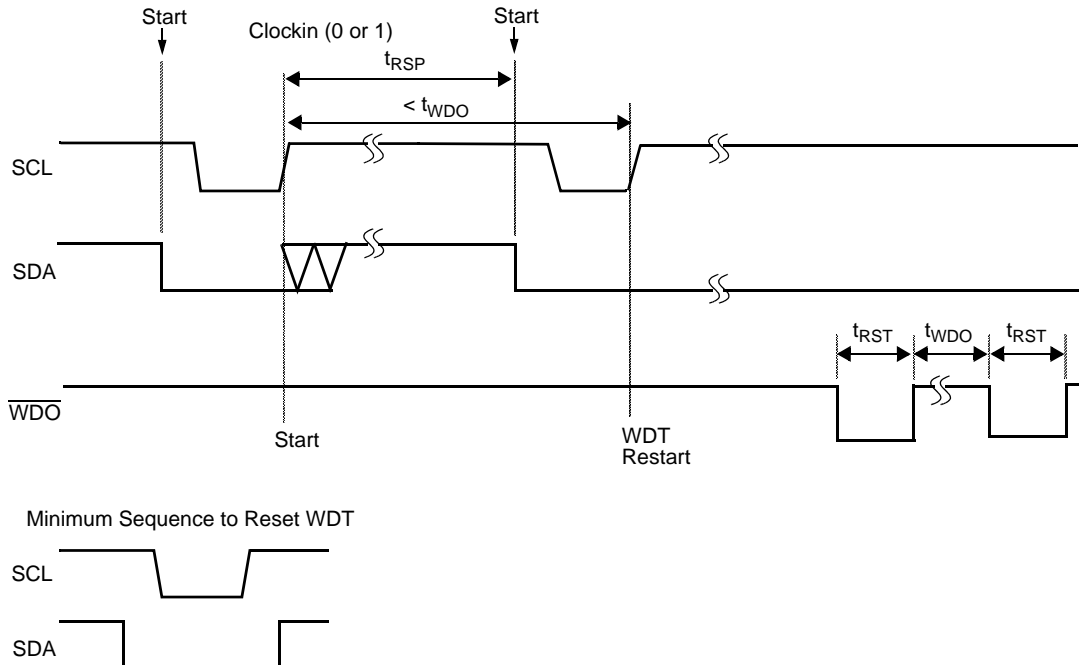 Start
Start
Clockin (0 or 1)
tRSP
< tWDO
SCL
SDA
tRST
tWDO
tRST
WDO
Start
WDT
Restart
Minimum Sequence to Reset WDT
SCL
SDA